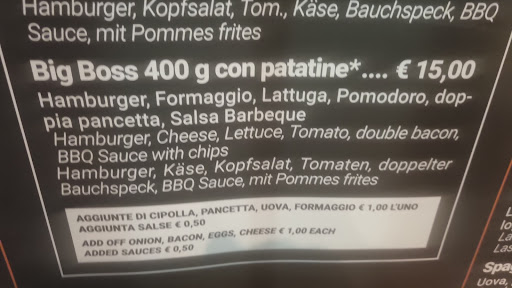 Hamburger, Kopfsalat, Tom., Käse, Bauchspeck, BBQ
Sauce, mit Pommes frites
Big Boss 400 g con patatine*.... € 15,00
Hamburger, Formaggio, Lattuga, Pomodoro, dop-
pia pancetta, Salsa Barbeque
Hamburger, Cheese, Lettuce, Tomato, double bacon,
BBQ Sauce with chips
Hamburger, Käse, Kopfsalat, Tomaten, doppelter
Bauchspeck, BBQ Sauce, mit Pommes frites
AGGIUNTE DI CIPOLLA, PANCETTA, UOVA, FORMAGGIO € 1,00 L'UNO
AGGIUNTA SALSE € 0,50
ADD OFF ONION, BACON, EGGS, CHEESE € 1,00 EACH
ADDED SAUCES € 0,50
Uova,